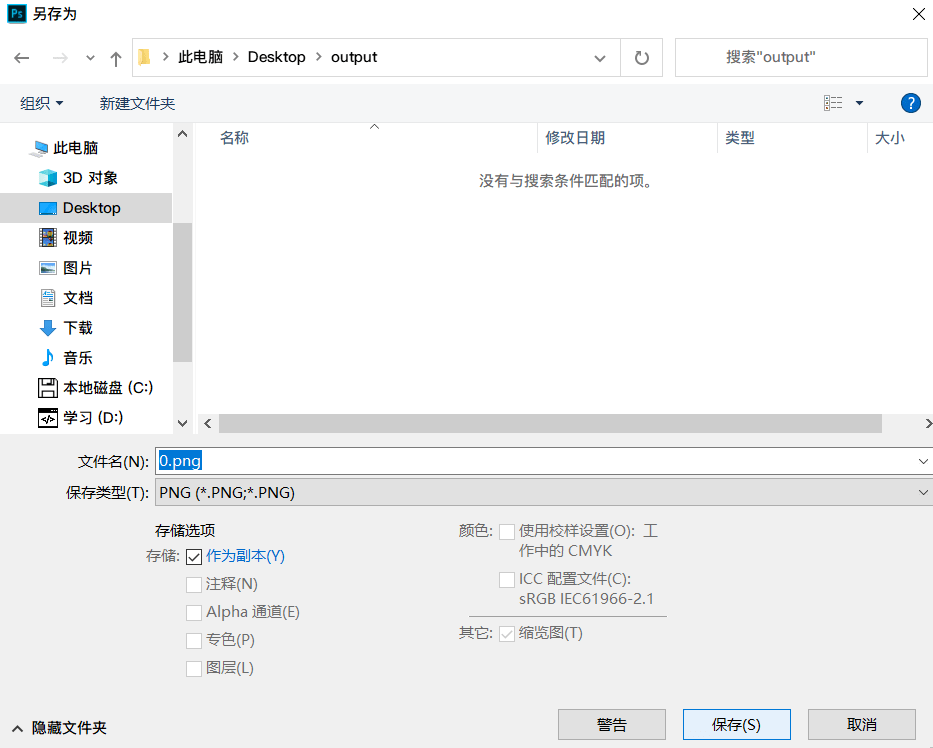 Ps 另存为
此电脑 Desktop output 搜索"output"
组织 新建文件夹 ?
名称 修改日期 类型 大小
没有与搜索条件匹配的项。
此电脑
3D 对象
Desktop
视频
图片
文档
下载
音乐
本地磁盘 (C:)
学习 (D:)
文件名(N): 0.png
保存类型(T): PNG (*.PNG;*.PNG)
存储选项
存储: 作为副本(Y)
注释(N)
Alpha 通道(E)
专色(P)
图层(L)
颜色: 使用校样设置(O): 工
作中的 CMYK
ICC 配置文件(C):
sRGB IEC61966-2.1
其它: 缩览图(T)
隐藏文件夹 警告 保存(S) 取消